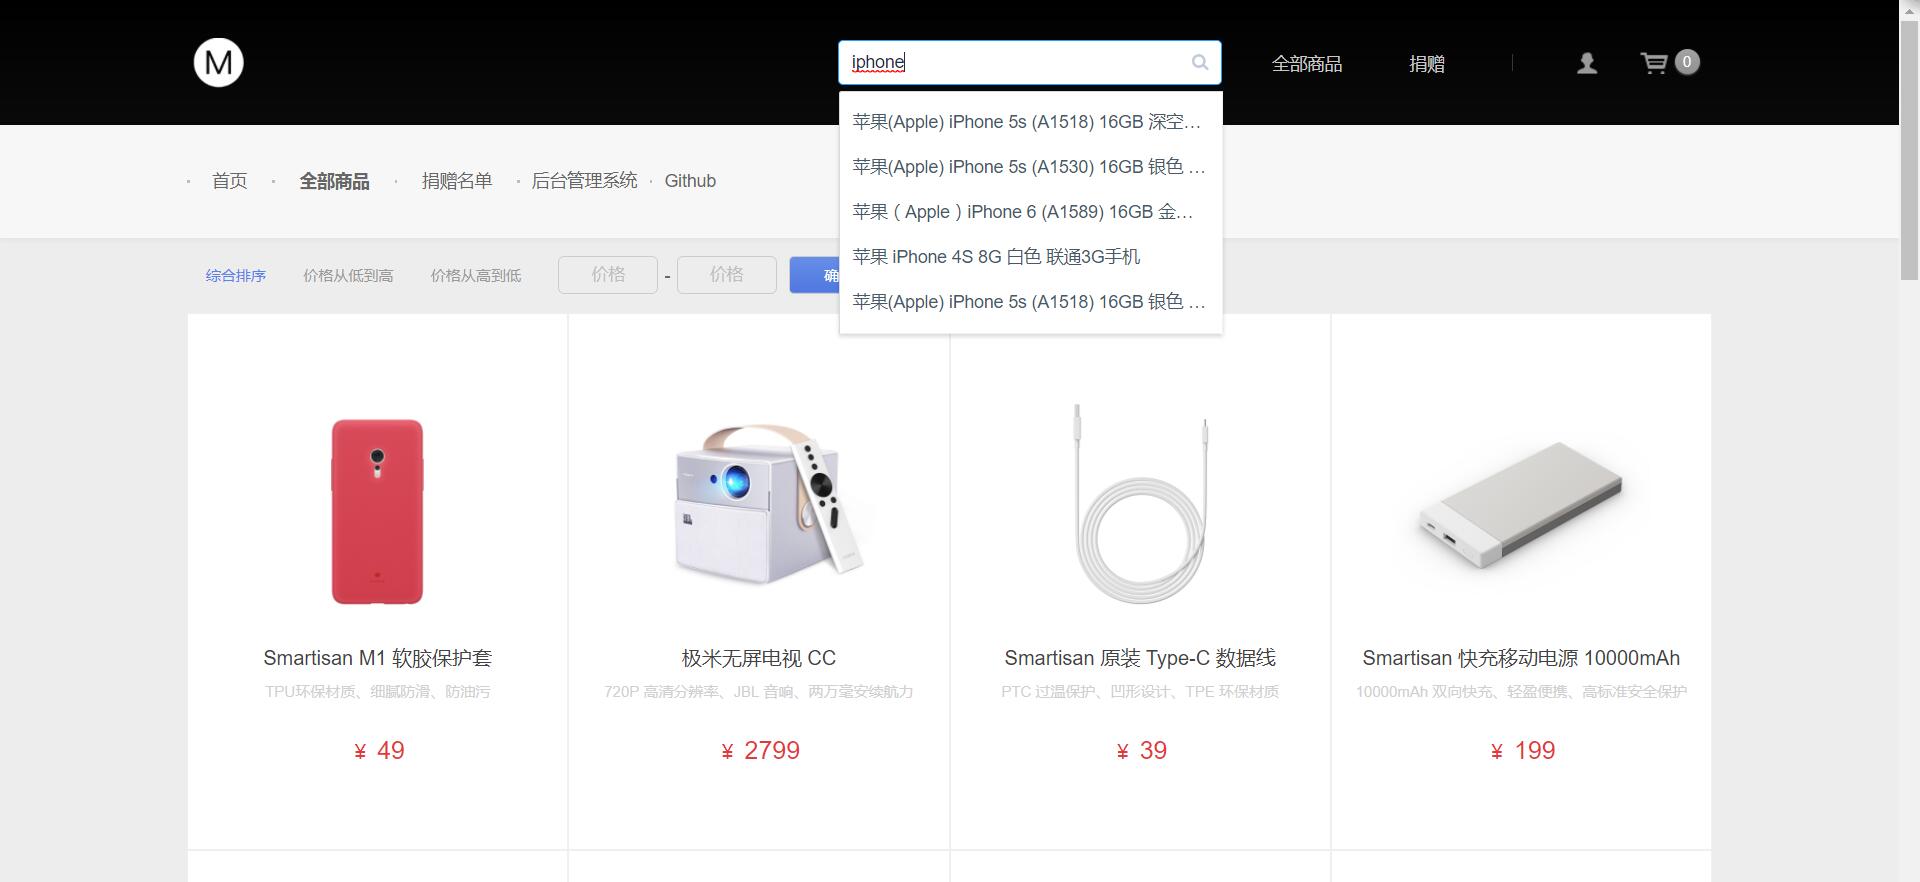 M
iphone
全部商品
捐赠
0
苹果(Apple) iPhone 5s (A1518) 16GB 深空…
苹果(Apple) iPhone 5s (A1530) 16GB 银色 …
苹果（Apple）iPhone 6 (A1589) 16GB 金…
苹果 iPhone 4S 8G 白色 联通3G手机
苹果(Apple) iPhone 5s (A1518) 16GB 银色 …
· 首页 · 全部商品 · 捐赠名单 · 后台管理系统 · Github
综合排序 价格从低到高 价格从高到低 价格 - 价格 确
Smartisan M1 软胶保护套
TPU环保材质、细腻防滑、防油污
¥ 49
极米无屏电视 CC
720P 高清分辨率、JBL 音响、两万毫安续航力
¥ 2799
Smartisan 原装 Type-C 数据线
PTC 过温保护、凹形设计、TPE 环保材质
¥ 39
Smartisan 快充移动电源 10000mAh
10000mAh 双向快充、轻盈便携、高标准安全保护
¥ 199